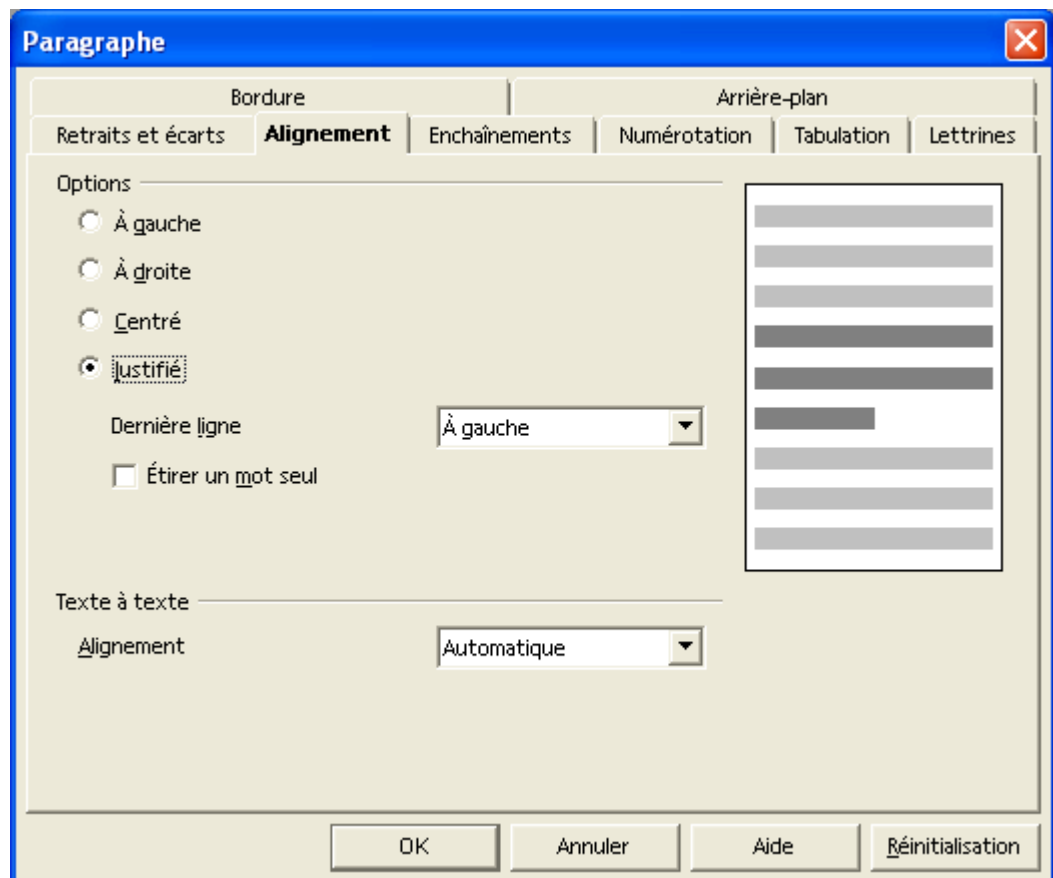 Paragraphe
Bordure Arrière-plan
Retraits et écarts Alignement Enchaînements Numérotation Tabulation Lettrines
Options
À gauche
À droite
Centré
Justifié
Dernière ligne À gauche
Étirer un mot seul
Texte à texte
Alignement Automatique
OK Annuler Aide Réinitialisation